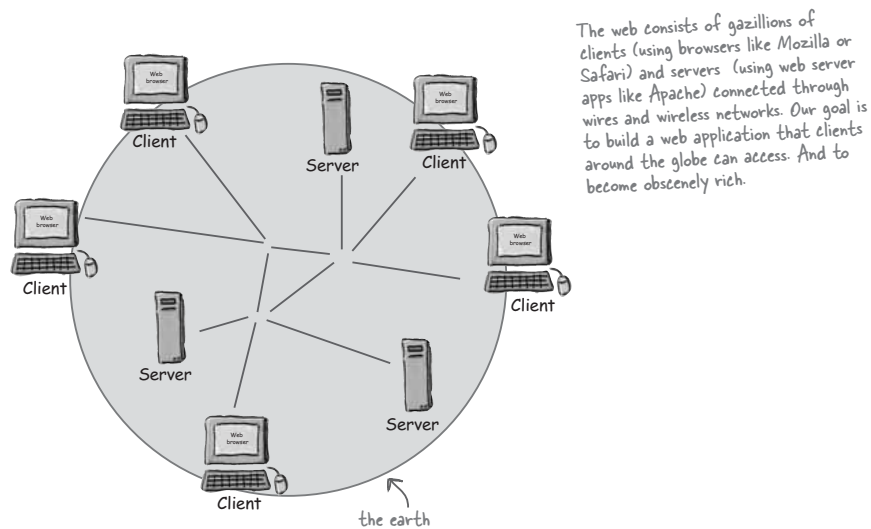 The web consists of gazillions of
clients (using browsers like Mozilla or
Safari) and servers (using web server
apps like Apache) connected through
wires and wireless networks. Our goal is
to build a web application that clients
around the globe can access. And to
become obscenely rich.
Web
browser
Client
Server
Web
browser
Client
Web
browser
Client
Web
browser
Client
Server
Server
Web
browser
Client
the earth